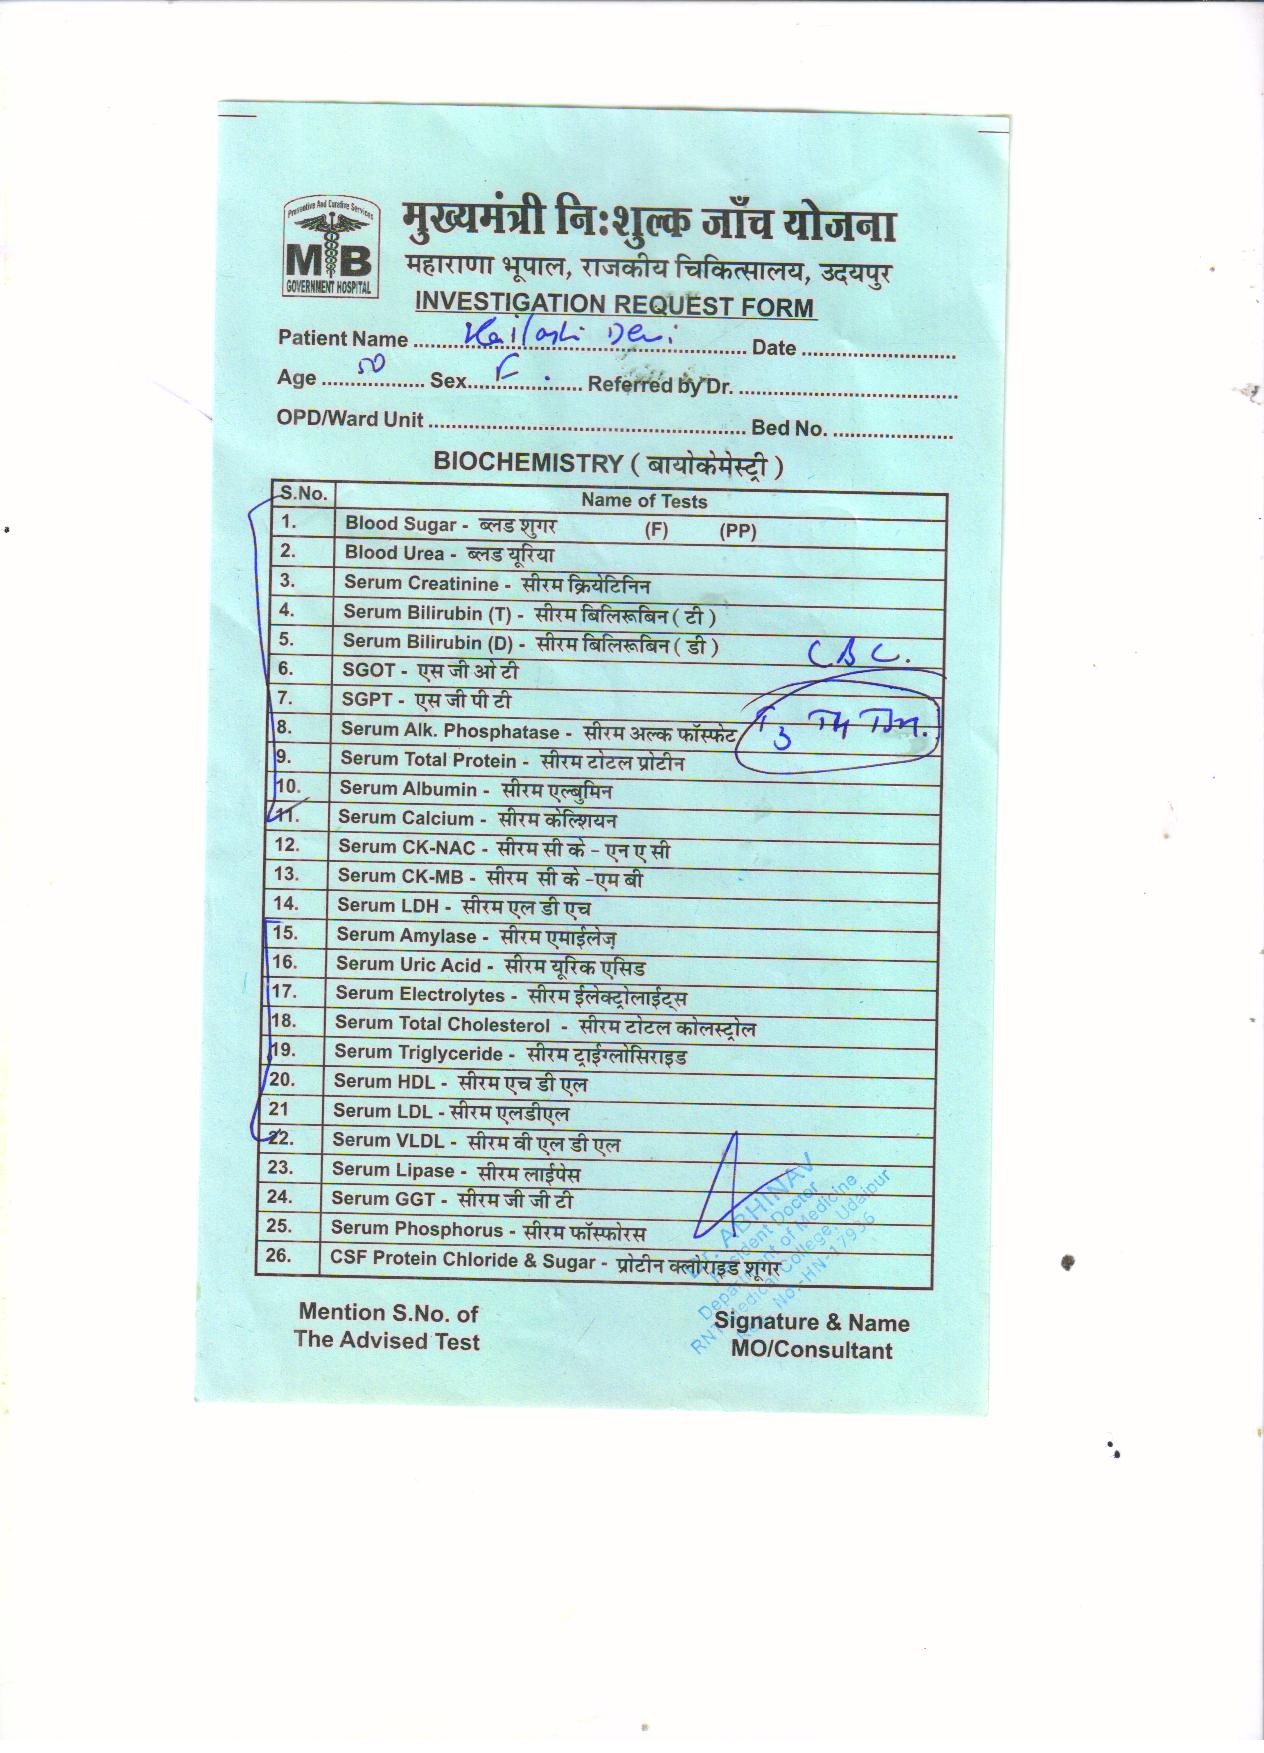 Preventive And Curative Services
MB
GOVERNMENT HOSPITAL
मुख्यमंत्री नि:शुल्क जाँच योजना
महाराणा भूपाल, राजकीय चिकित्सालय, उदयपुर
INVESTIGATION REQUEST FORM
Patient Name ........ Kailashi Devi ........ Date ........
Age ........ Sex........ F ........ Referred by Dr. ........
OPD/Ward Unit ........ Bed No. ........
BIOCHEMISTRY ( बायोकेमेस्ट्री )
S.No. Name of Tests
1. Blood Sugar - ब्लड शुगर (F) (PP)
2. Blood Urea - ब्लड यूरिया
3. Serum Creatinine - सीरम क्रियेटिनिन
4. Serum Bilirubin (T) - सीरम बिलिरूबिन ( टी )
5. Serum Bilirubin (D) - सीरम बिलिरूबिन ( डी ) CBC.
6. SGOT - एस जी ओ टी
7. SGPT - एस जी पी टी
8. Serum Alk. Phosphatase - सीरम अल्क फॉस्फेट T3 T4
9. Serum Total Protein - सीरम टोटल प्रोटीन
10. Serum Albumin - सीरम एल्बुमिन
11. Serum Calcium - सीरम केल्शियन
12. Serum CK-NAC - सीरम सी के - एन ए सी
13. Serum CK-MB - सीरम सी के -एम बी
14. Serum LDH - सीरम एल डी एच
15. Serum Amylase - सीरम एमाईलेज़
16. Serum Uric Acid - सीरम यूरिक एसिड
17. Serum Electrolytes - सीरम ईलेक्ट्रोलाईट्स
18. Serum Total Cholesterol - सीरम टोटल कोलस्ट्रोल
19. Serum Triglyceride - सीरम ट्राईग्लोसिराइड
20. Serum HDL - सीरम एच डी एल
21 Serum LDL - सीरम एलडीएल
22. Serum VLDL - सीरम वी एल डी एल
23. Serum Lipase - सीरम लाईपेस
24. Serum GGT - सीरम जी जी टी
25. Serum Phosphorus - सीरम फॉस्फोरस
26. CSF Protein Chloride & Sugar - प्रोटीन क्लोराइड शूगर
Dr. ABHINAV
Resident Doctor
Department of Medicine
RNT Medical College, Udaipur
No.-HN-17936
Mention S.No. of
The Advised Test
Signature & Name
MO/Consultant